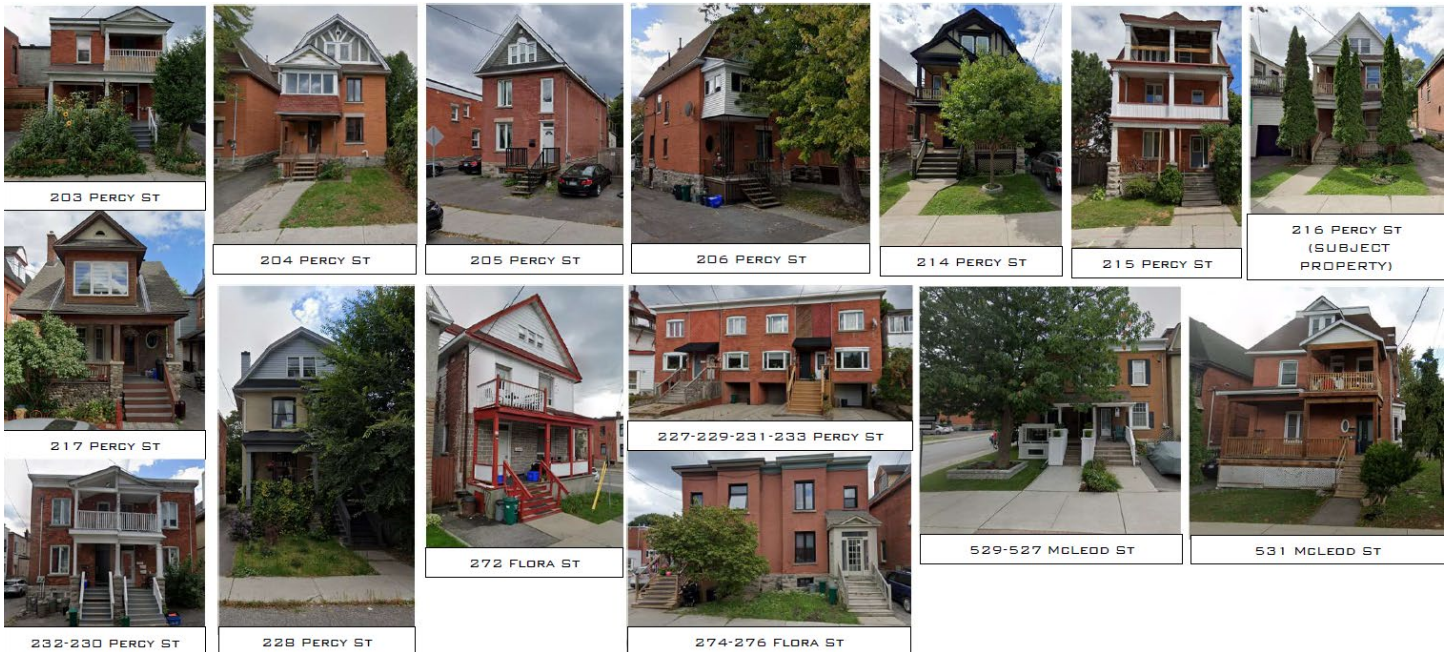 203 Percy St
204 Percy St
205 Percy St
206 Percy St
214 Percy St
215 Percy St
216 Percy St
(Subject
Property)
217 Percy St
227-229-231-233 Percy St
272 Flora St
529-527 McLeod St
531 McLeod St
232-230 Percy St
228 Percy St
274-276 Flora St